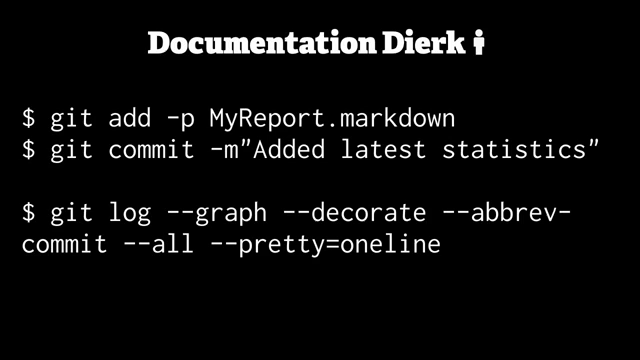 Documentation Dierk
$ git add -p MyReport.markdown
$ git commit -m"Added latest statistics"
$ git log --graph --decorate --abbrev-
commit --all --pretty=oneline